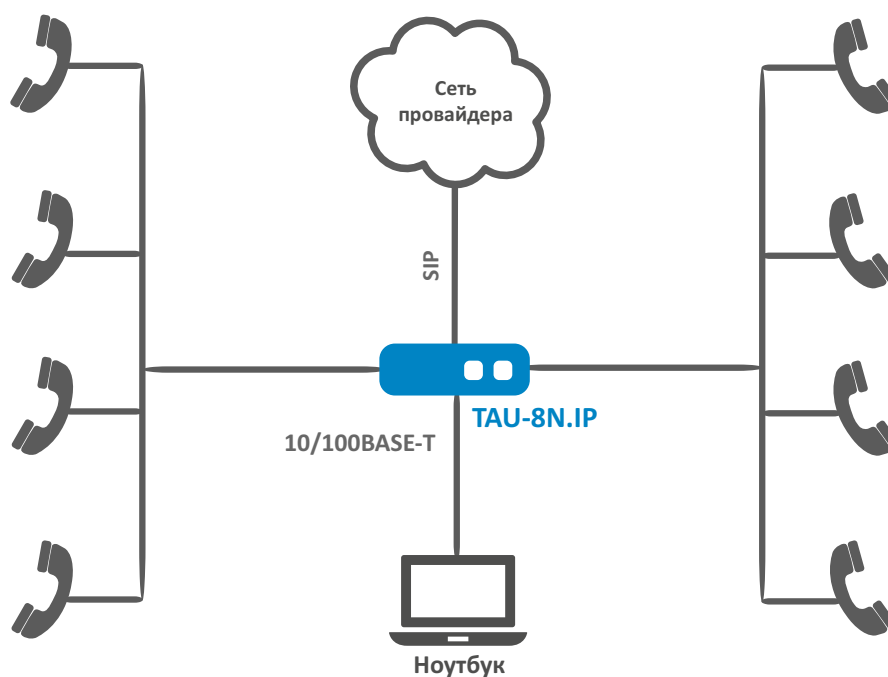 Сеть
провайдера
SIP
TAU-8N.IP
10/100BASE-T
Ноутбук